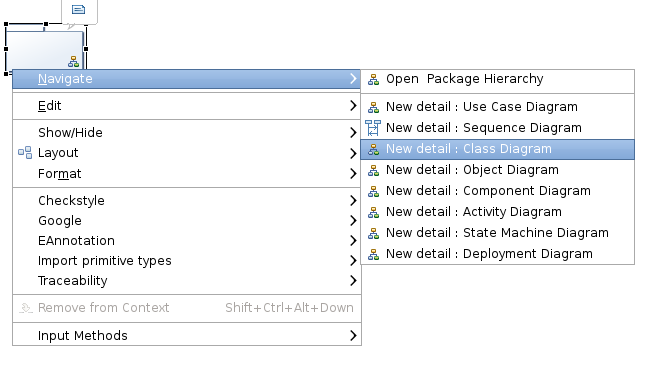 Navigate
Edit
Show/Hide
Layout
Format
Checkstyle
Google
EAnnotation
Import primitive types
Traceability
Remove from Context Shift+Ctrl+Alt+Down
Input Methods
Open  Package Hierarchy
New detail : Use Case Diagram
New detail : Sequence Diagram
New detail : Class Diagram
New detail : Object Diagram
New detail : Component Diagram
New detail : Activity Diagram
New detail : State Machine Diagram
New detail : Deployment Diagram